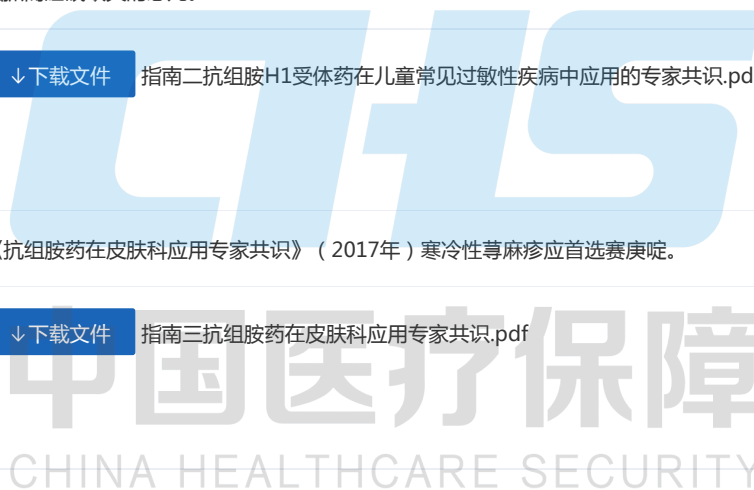 ↓下载文件 指南二抗组胺H1受体药在儿童常见过敏性疾病中应用的专家共识.pd
《抗组胺药在皮肤科应用专家共识》（2017年）寒冷性荨麻疹应首选赛庚啶。
↓下载文件 指南三抗组胺药在皮肤科应用专家共识.pdf
CHS
中国医疗保障
CHINA HEALTHCARE SECURITY